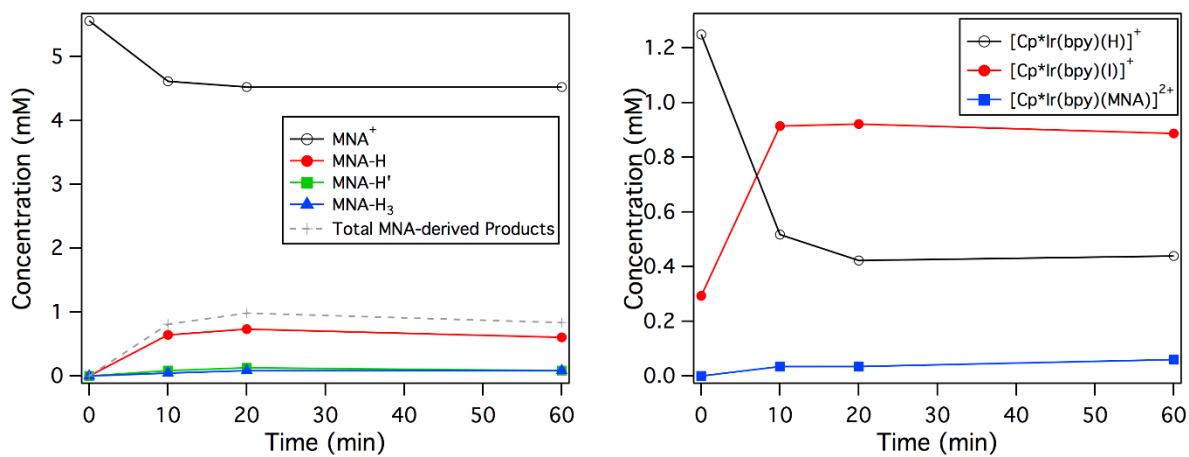 5
4
3
2
1
0
Concentration (mM)
MNA⁺
MNA-H
MNA-H'
MNA-H₃
Total MNA-derived Products
0 10 20 30 40 50 60
Time (min)
1.2
1.0
0.8
0.6
0.4
0.2
0.0
Concentration (mM)
[Cp*Ir(bpy)(H)]⁺
[Cp*Ir(bpy)(I)]⁺
[Cp*Ir(bpy)(MNA)]²⁺
0 10 20 30 40 50 60
Time (min)